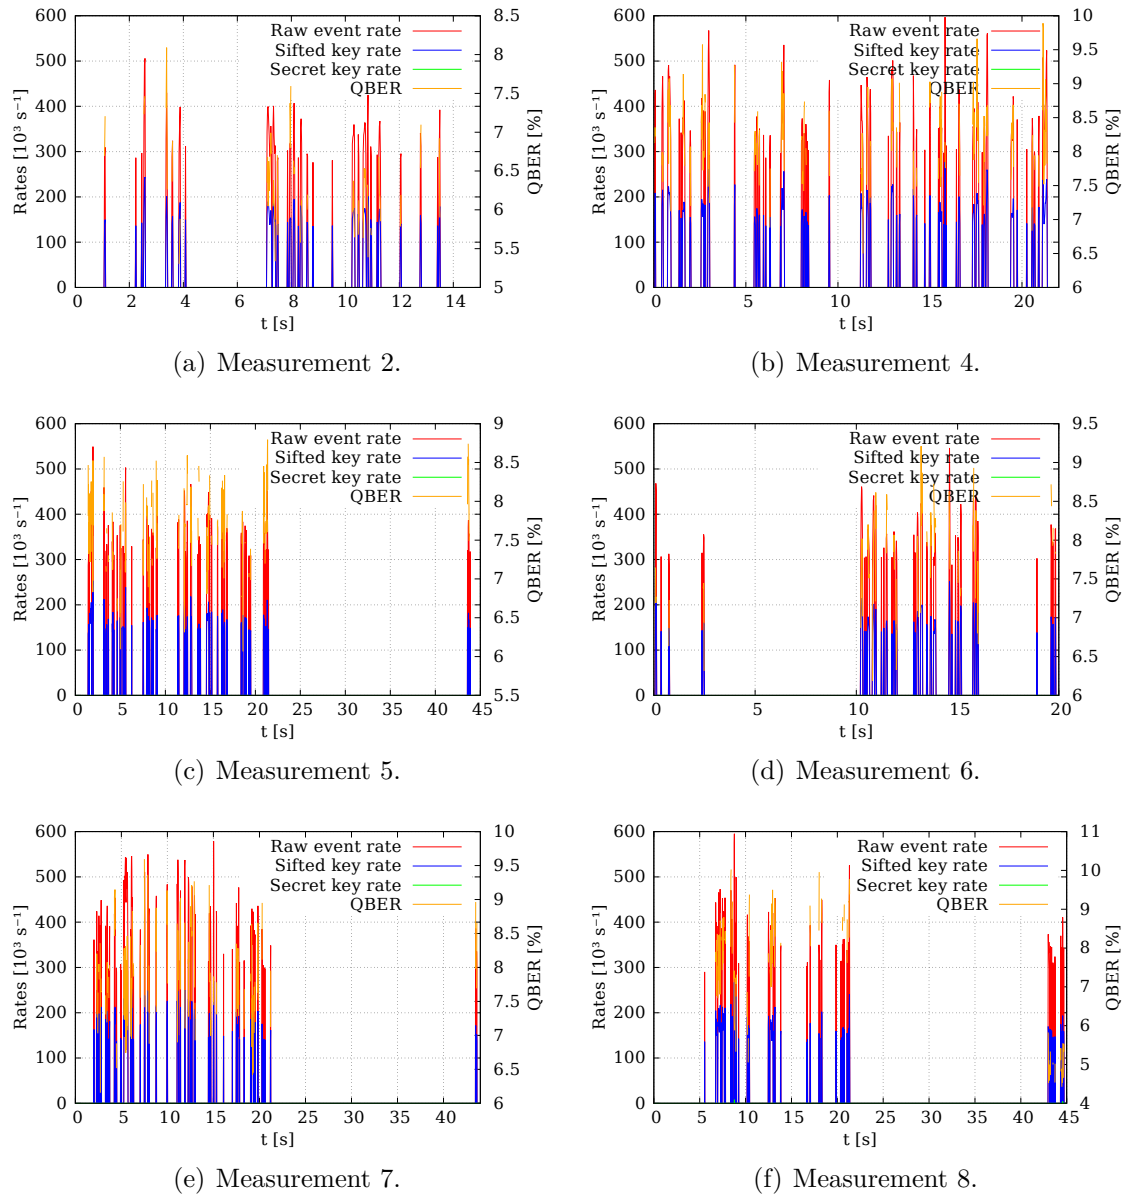 600
500
400
300
200
100
0
Rates [10³ s⁻¹]
8.5
8
7.5
7
6.5
6
5.5
5
QBER [%]
Raw event rate
Sifted key rate
Secret key rate
QBER
0 2 4 6 8 10 12 14
t [s]
(a) Measurement 2.
600
500
400
300
200
100
0
Rates [10³ s⁻¹]
10
9.5
9
8.5
8
7.5
7
6.5
6
QBER [%]
Raw event rate
Sifted key rate
Secret key rate
QBER
0 5 10 15 20
t [s]
(b) Measurement 4.
600
500
400
300
200
100
0
Rates [10³ s⁻¹]
9
8.5
8
7.5
7
6.5
6
5.5
QBER [%]
Raw event rate
Sifted key rate
Secret key rate
QBER
0 5 10 15 20 25 30 35 40 45
t [s]
(c) Measurement 5.
600
500
400
300
200
100
0
Rates [10³ s⁻¹]
9.5
9
8.5
8
7.5
7
6.5
6
QBER [%]
Raw event rate
Sifted key rate
Secret key rate
QBER
0 5 10 15 20
t [s]
(d) Measurement 6.
600
500
400
300
200
100
0
Rates [10³ s⁻¹]
10
9.5
9
8.5
8
7.5
7
6.5
6
QBER [%]
Raw event rate
Sifted key rate
Secret key rate
QBER
0 5 10 15 20 25 30 35 40
t [s]
(e) Measurement 7.
600
500
400
300
200
100
0
Rates [10³ s⁻¹]
11
10
9
8
7
6
5
4
QBER [%]
Raw event rate
Sifted key rate
Secret key rate
QBER
0 5 10 15 20 25 30 35 40 45
t [s]
(f) Measurement 8.